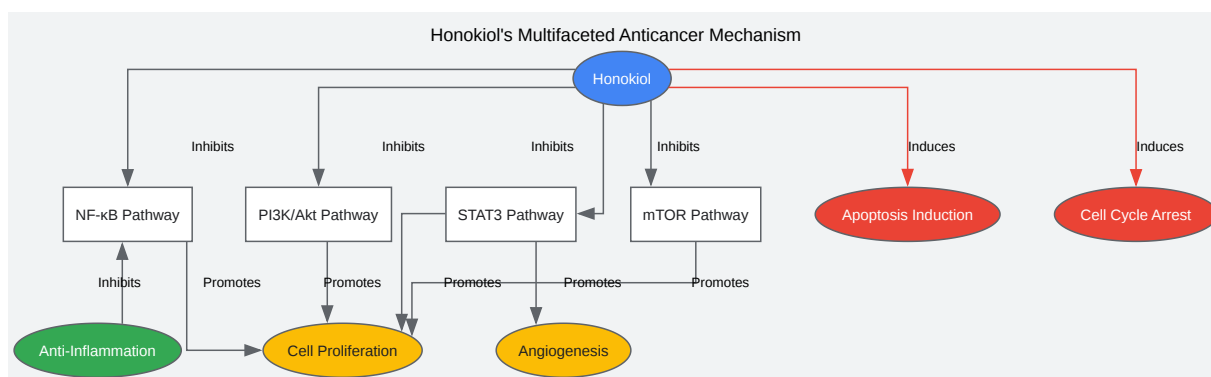 Honokiol's Multifaceted Anticancer Mechanism
Honokiol
Inhibits
Inhibits
Inhibits
Inhibits
Induces
Induces
NF-κB Pathway
PI3K/Akt Pathway
STAT3 Pathway
mTOR Pathway
Apoptosis Induction
Cell Cycle Arrest
Inhibits
Promotes
Promotes
Promotes
Promotes
Promotes
Anti-Inflammation
Cell Proliferation
Angiogenesis